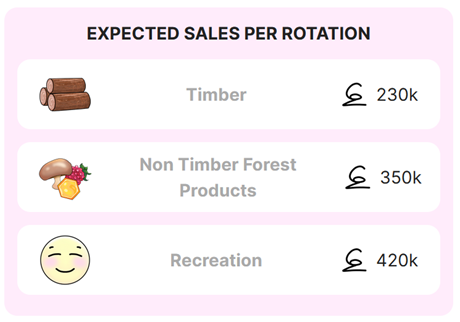 EXPECTED SALES PER ROTATION
Timber
230k
Non Timber Forest
Products
350k
Recreation
420k